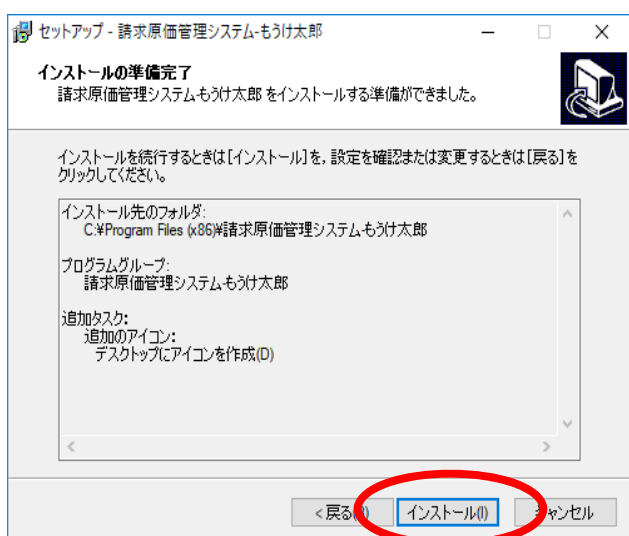 セットアップ - 請求原価管理システム-もうけ太郎
インストールの準備完了
請求原価管理システム-もうけ太郎 をインストールする準備ができました。
インストールを続行するときは[インストール]を，設定を確認または変更するときは[戻る]を
クリックしてください。
インストール先のフォルダ:
C:¥Program Files (x86)¥請求原価管理システム-もうけ太郎
プログラムグループ:
請求原価管理システム-もうけ太郎
追加タスク:
追加のアイコン:
デスクトップにアイコンを作成(D)
< 戻る
インストール(I)
キャンセル